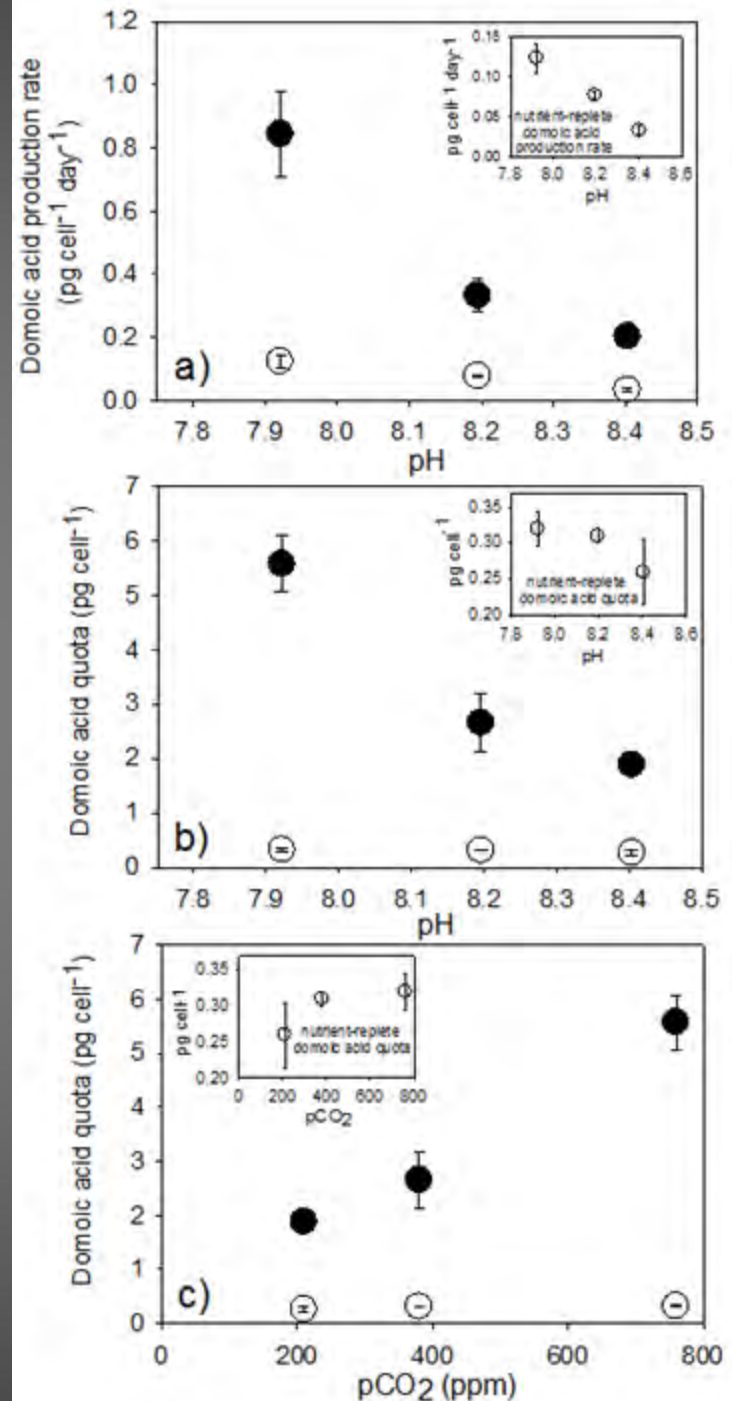 Domoic acid production rate
(pg cell⁻¹ day⁻¹)
1.2
1.0
0.8
0.6
0.4
0.2
0.0
a)
7.8 7.9 8.0 8.1 8.2 8.3 8.4 8.5
pH
pg cell-1 day-1
0.15
0.10
0.05
0.00
nutrient-replete
domoic acid
production rate
7.8 8.0 8.2 8.4 8.6
pH
Domoic acid quota (pg cell⁻¹)
7
6
5
4
3
2
1
0
b)
7.8 7.9 8.0 8.1 8.2 8.3 8.4 8.5
pH
pg cell⁻¹
0.35
0.30
0.25
0.20
nutrient-replete
domoic acid quota
7.8 8.0 8.2 8.4 8.6
pH
Domoic acid quota (pg cell⁻¹)
7
6
5
4
3
2
1
0
c)
0 200 400 600 800
pCO₂ (ppm)
pg cell-1
0.35
0.30
0.25
0.20
nutrient-replete
domoic acid quota
0 200 400 600 800
pCO₂